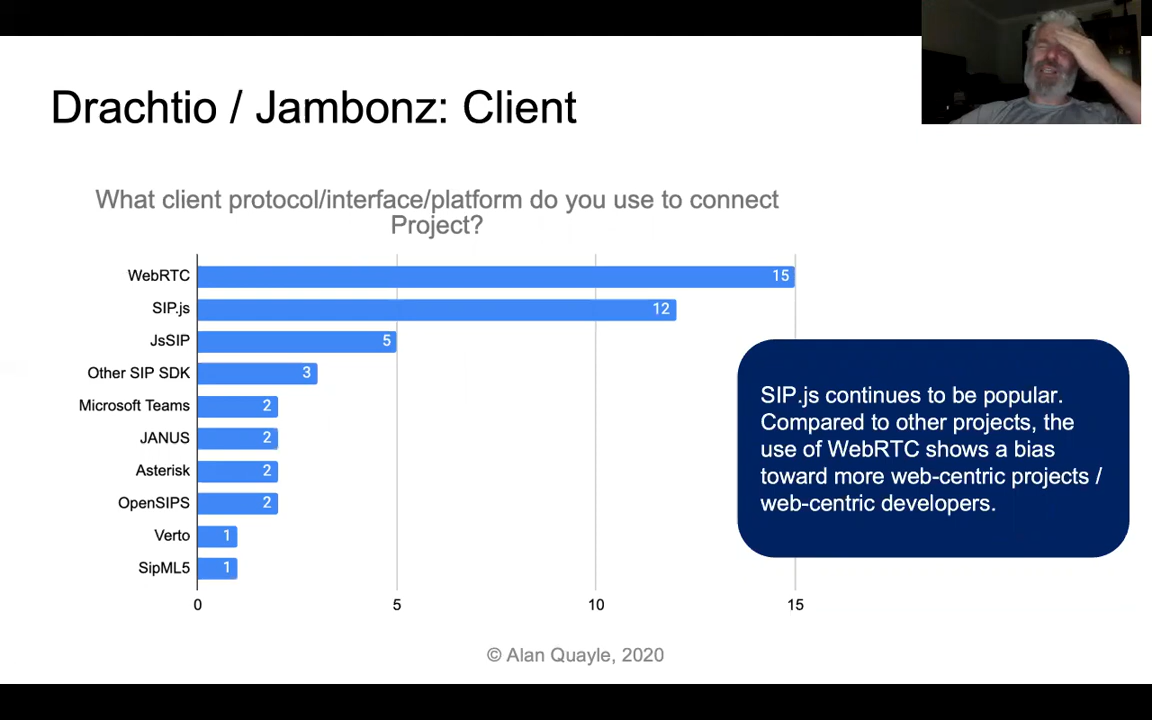 Drachtio / Jambonz: Client
What client protocol/interface/platform do you use to connect
Project?
WebRTC 15
SIP.js 12
JsSIP 5
Other SIP SDK 3
Microsoft Teams 2
JANUS 2
Asterisk 2
OpenSIPS 2
Verto 1
SipML5 1
0 5 10 15
SIP.js continues to be popular.
Compared to other projects, the
use of WebRTC shows a bias
toward more web-centric projects /
web-centric developers.
© Alan Quayle, 2020